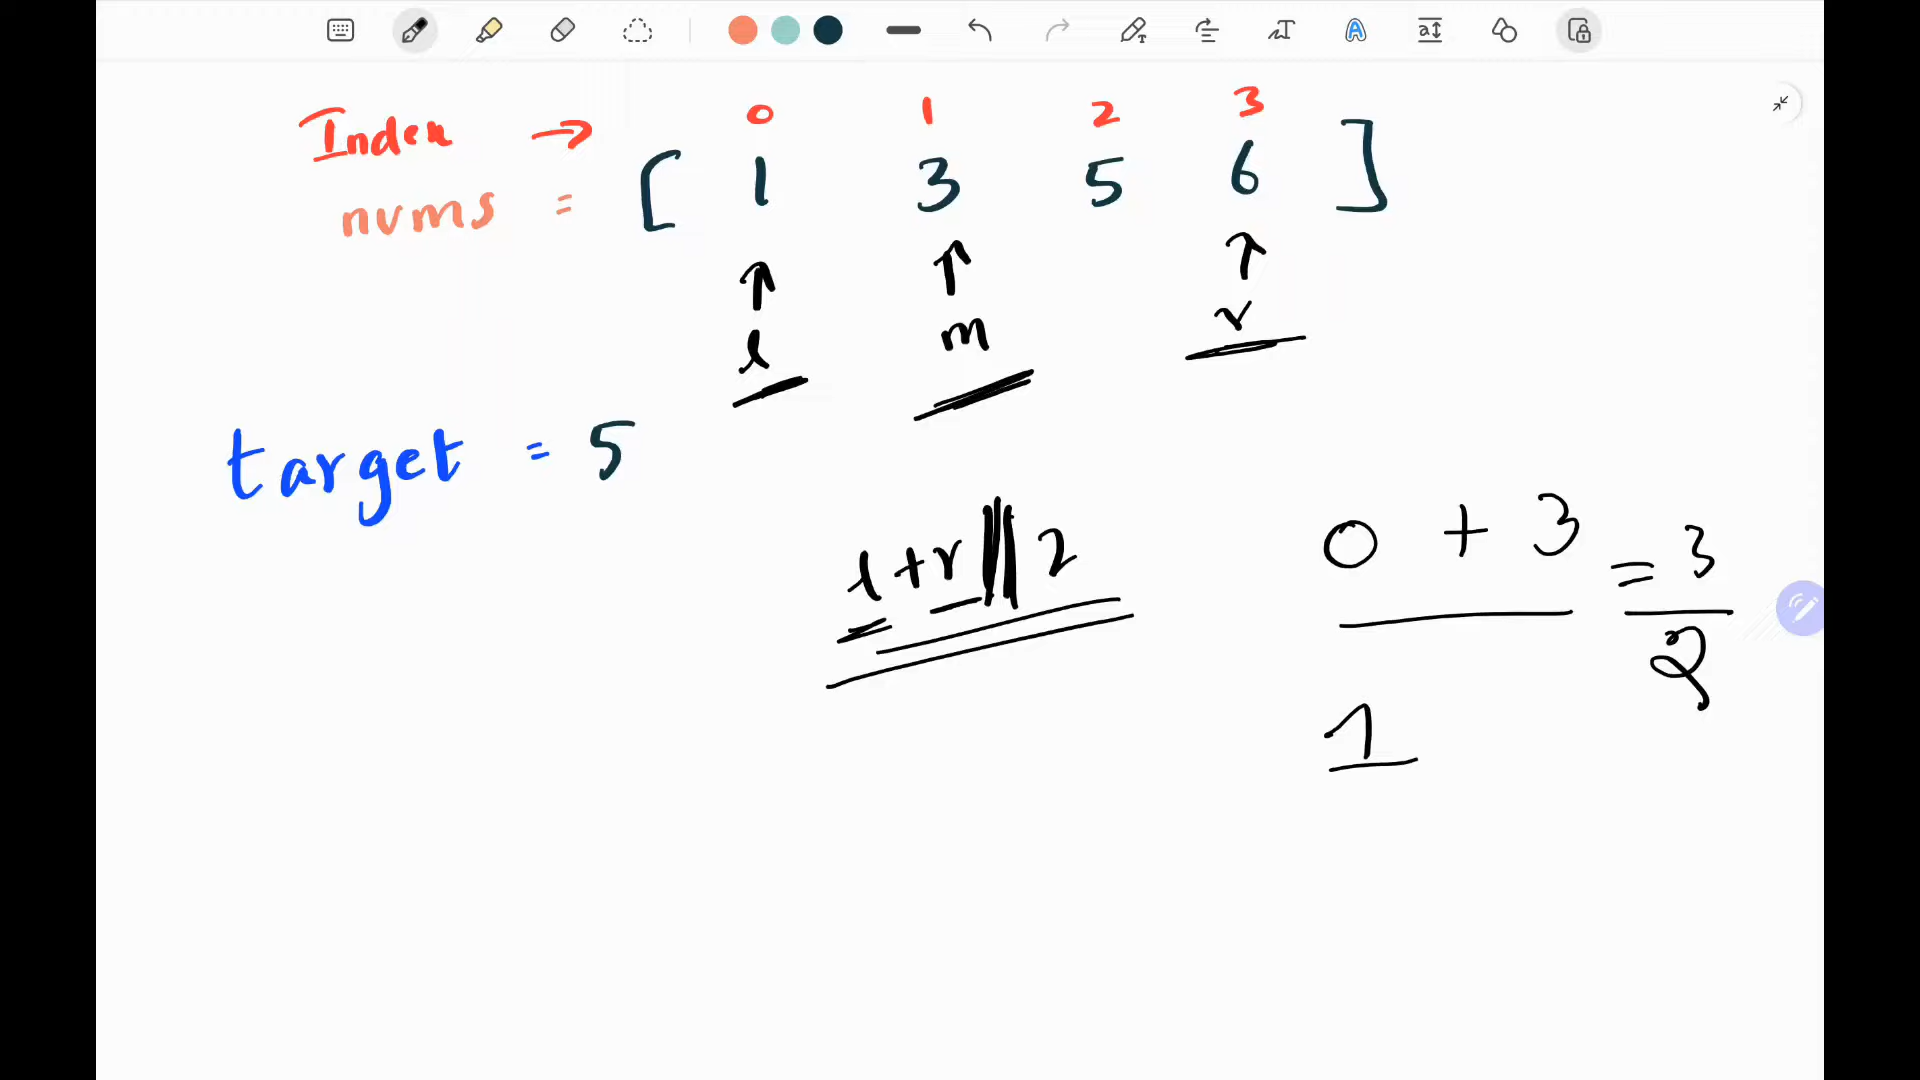 Index → 0 1 2 3
nums = [ 1 3 5 6 ]
↑ ↑ ↑
l m r
target = 5
l + r // 2
0 + 3 = 3
2
1